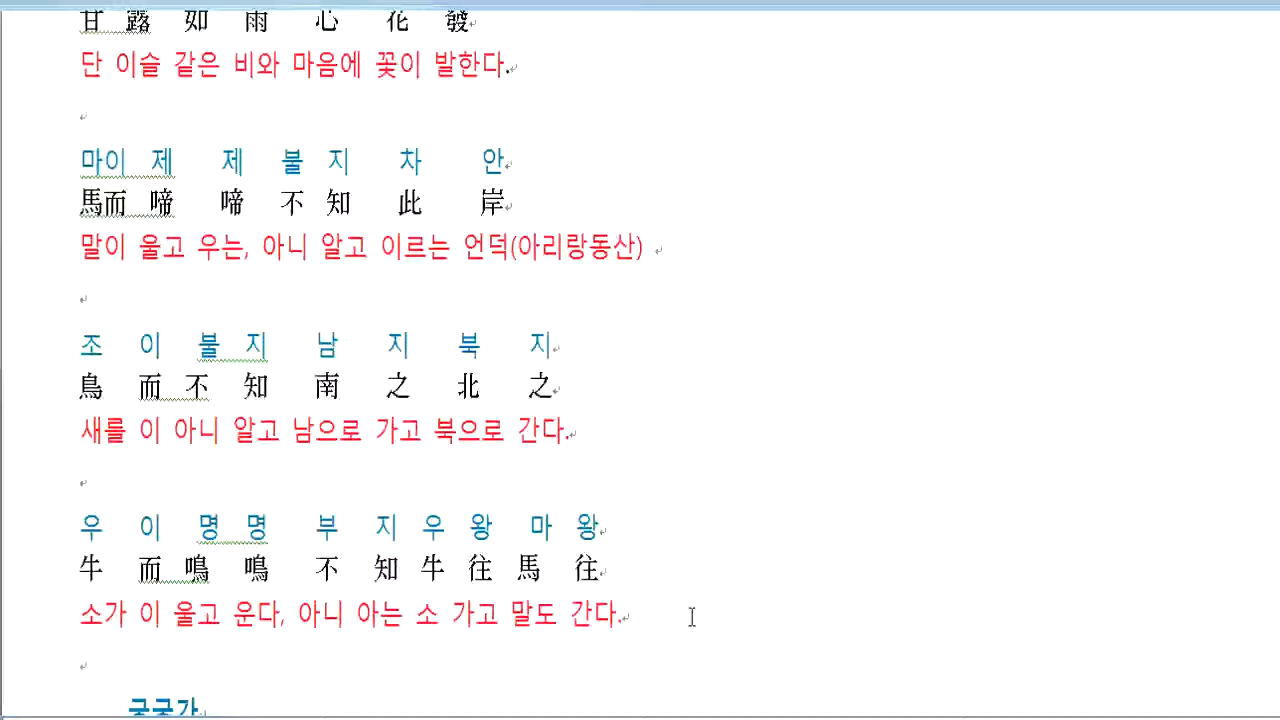 甘 露 如 雨 心 花 發
단 이슬 같은 비와 마음에 꽃이 발한다.
마이 제 제 불 지 차 안
馬而 啼 啼 不 知 此 岸
말이 울고 우는, 아니 알고 이르는 언덕(아리랑동산)
조 이 불 지 남 지 북 지
鳥 而 不 知 南 之 北 之
새를 이 아니 알고 남으로 가고 북으로 간다.
우 이 명 명 부 지 우 왕 마 왕
牛 而 鳴 鳴 不 知 牛 往 馬 往
소가 이 울고 운다, 아니 아는 소 가고 말도 간다.
궁궁가